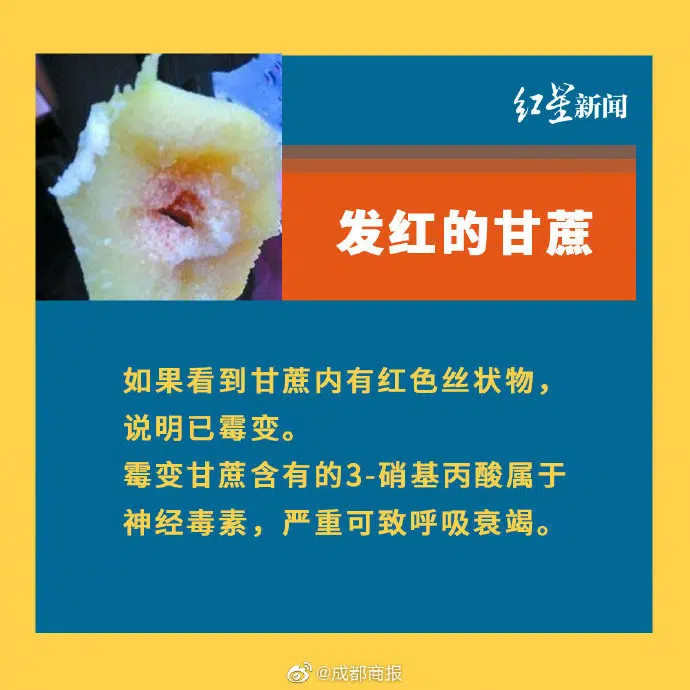 红星新闻
发红的甘蔗
如果看到甘蔗内有红色丝状物，
说明已霉变。
霉变甘蔗含有的3-硝基丙酸属于
神经毒素，严重可致呼吸衰竭。
@成都商报